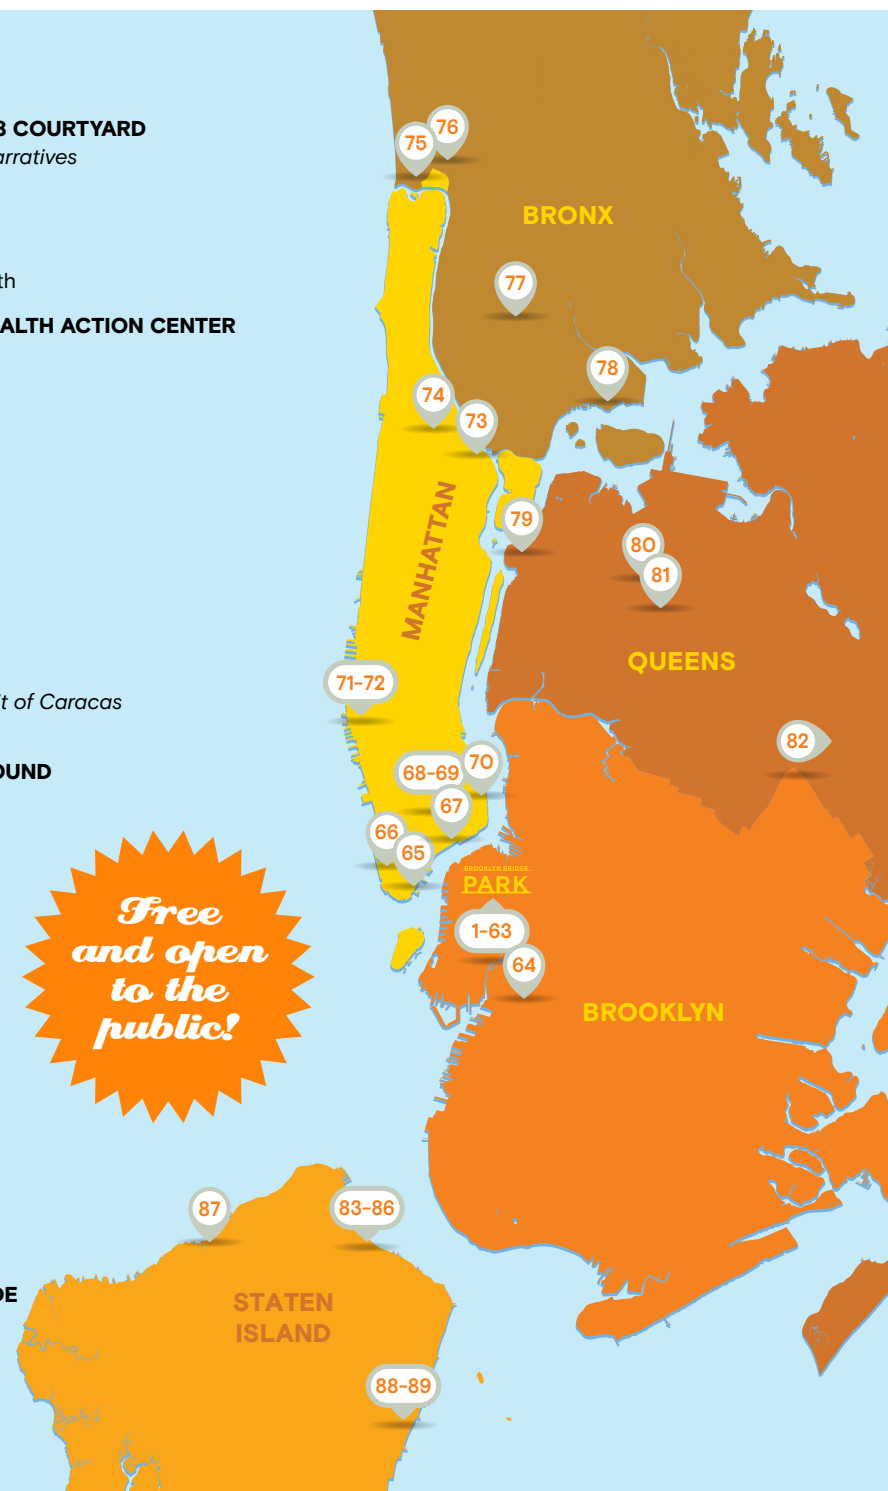 B COURTYARD
arratives
th
ALTH ACTION CENTER
it of Caracas
OUND
DE
76
75
BRONX
77
78
74
73
MANHATTAN
79
80
81
QUEENS
71-72
82
70
68-69
67
66
65
BROOKLYN BRIDGE
PARK
1-63
64
BROOKLYN
Free
and open
to the
public!
87
83-86
STATEN
ISLAND
88-89